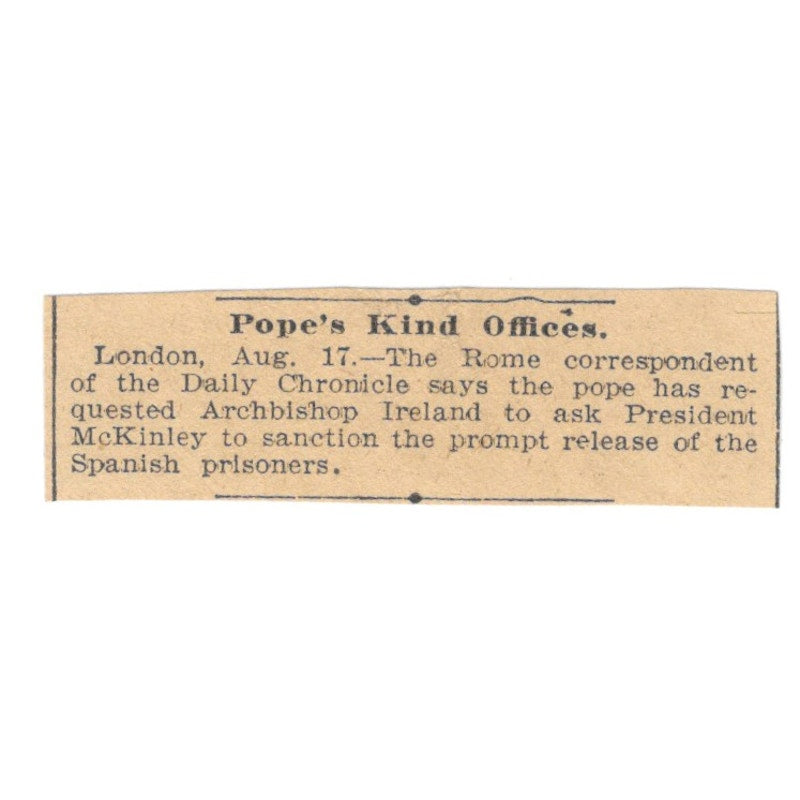 Pope's Kind Offices.
London, Aug. 17.—The Rome correspondent
of the Daily Chronicle says the pope has re-
quested Archbishop Ireland to ask President
McKinley to sanction the prompt release of the
Spanish prisoners.